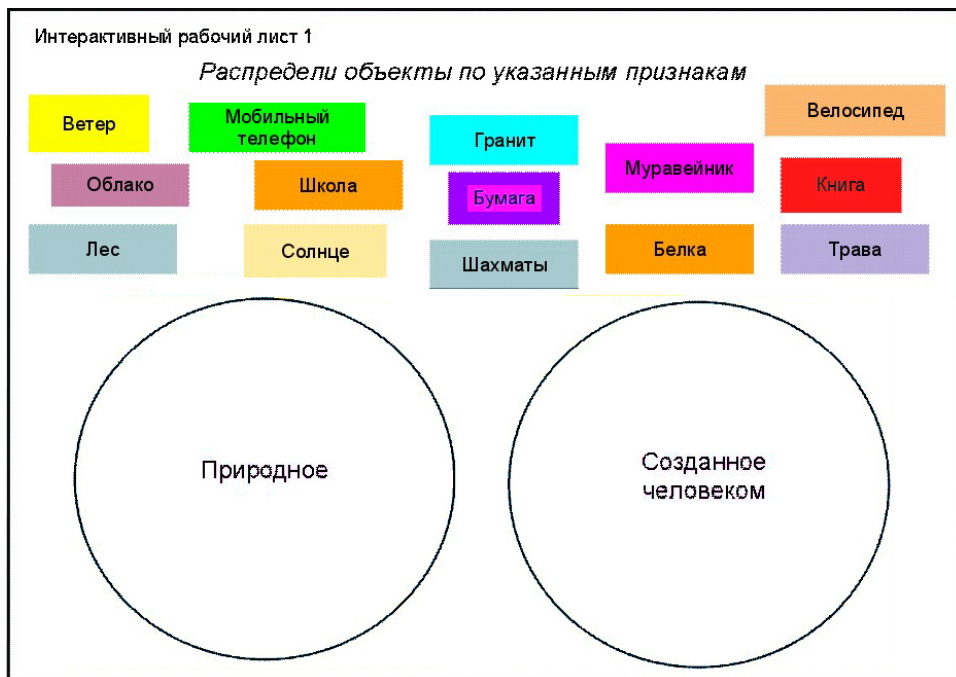 Интерактивный рабочий лист 1
Распредели объекты по указанным признакам
Ветер
Мобильный
телефон
Гранит
Велосипед
Облако
Школа
Бумага
Муравейник
Книга
Лес
Солнце
Шахматы
Белка
Трава
Природное
Созданное
человеком